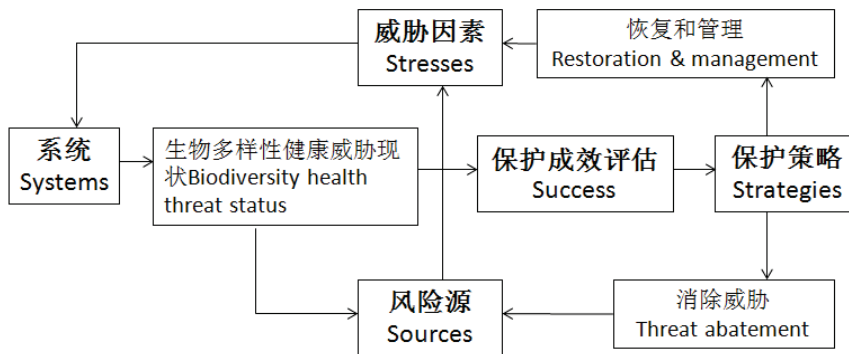 威胁因素
Stresses
恢复和管理
Restoration & management
系统
Systems
生物多样性健康威胁现
状Biodiversity health
threat status
保护成效评估
Success
保护策略
Strategies
风险源
Sources
消除威胁
Threat abatement